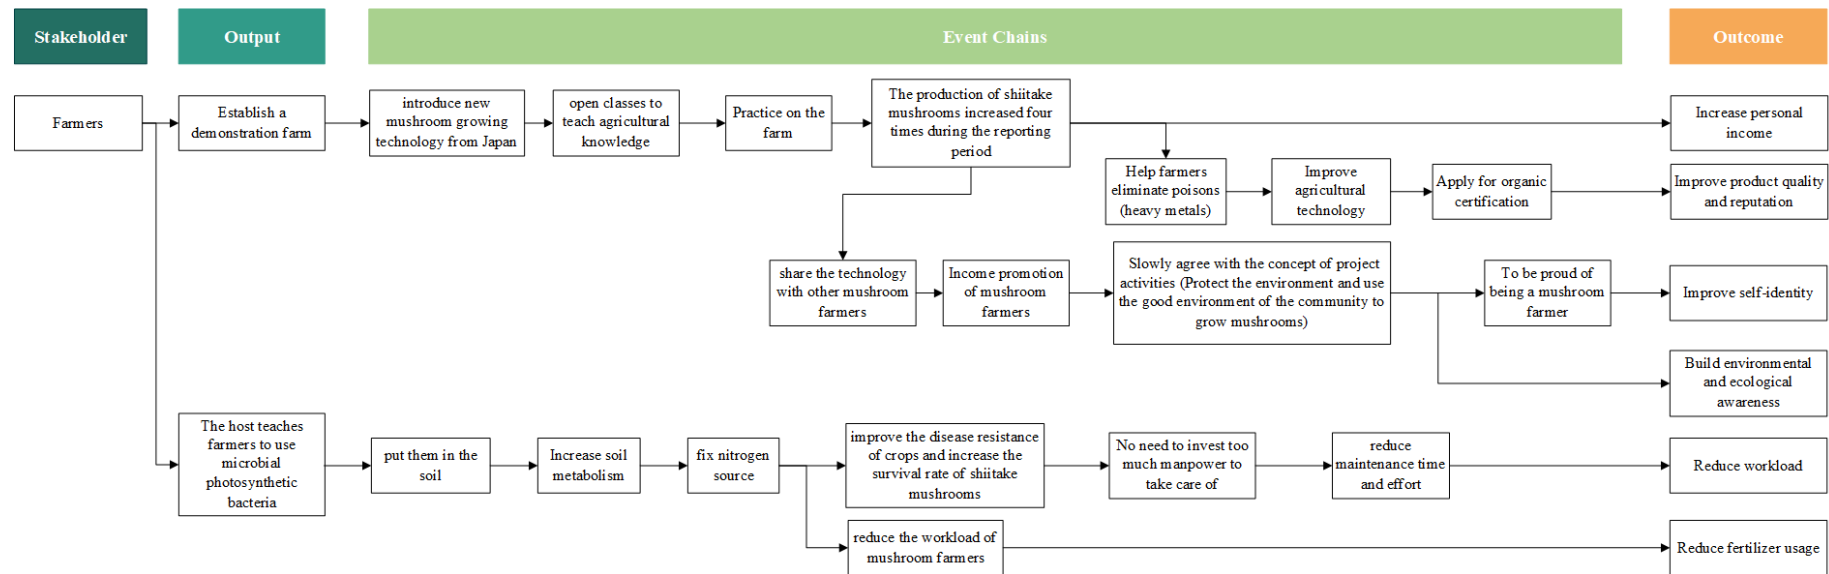 Stakeholder
Output
Event Chains
Outcome
Farmers
Establish a
demonstration farm
introduce new
mushroom growing
technology from Japan
open classes to
teach agricultural
knowledge
Practice on the
farm
The production of shiitake
mushrooms increased four
times during the reporting
period
Increase personal
income
Help farmers
eliminate poisons
(heavy metals)
Improve
agricultural
technology
Apply for organic
certification
Improve product quality
and reputation
share the technology
with other mushroom
farmers
Income promotion
of mushroom
farmers
Slowly agree with the concept of project
activities (Protect the environment and use
the good environment of the community to
grow mushrooms)
To be proud of
being a mushroom
farmer
Improve self-identity
Build environmental
and ecological
awareness
The host teaches
farmers to use
microbial
photosynthetic
bacteria
put them in the
soil
Increase soil
metabolism
fix nitrogen
source
improve the disease resistance
of crops and increase the
survival rate of shiitake
mushrooms
No need to invest too
much manpower to
take care of
reduce
maintenance time
and effort
Reduce workload
reduce the workload of
mushroom farmers
Reduce fertilizer usage